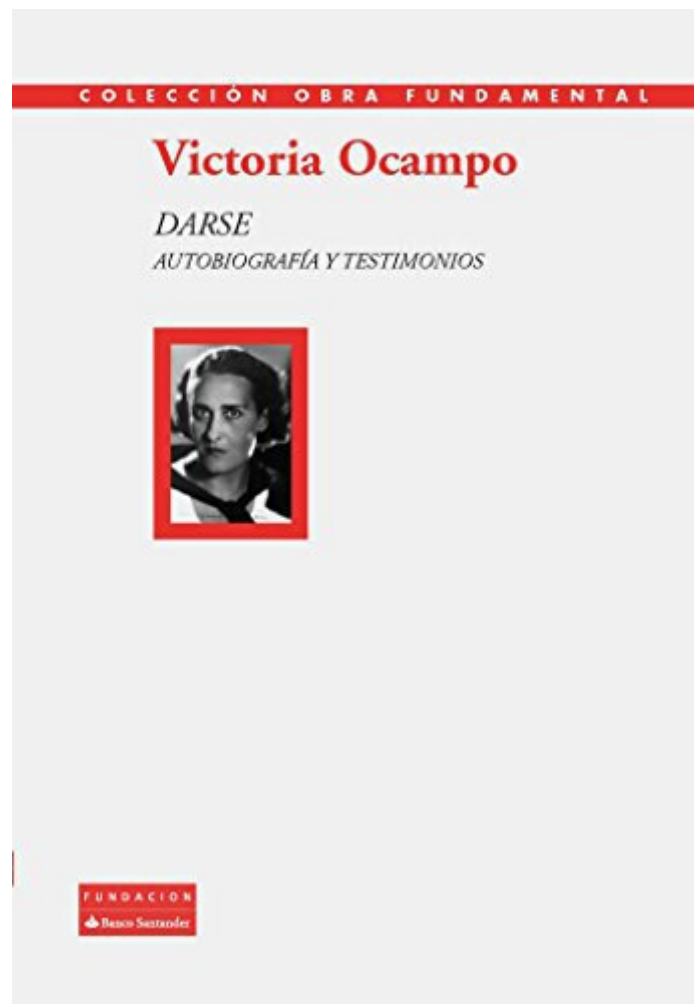 COLECCIÓN OBRA FUNDAMENTAL
Victoria Ocampo
DARSE
AUTOBIOGRAFÍA Y TESTIMONIOS
FUNDACION
Banco Santander